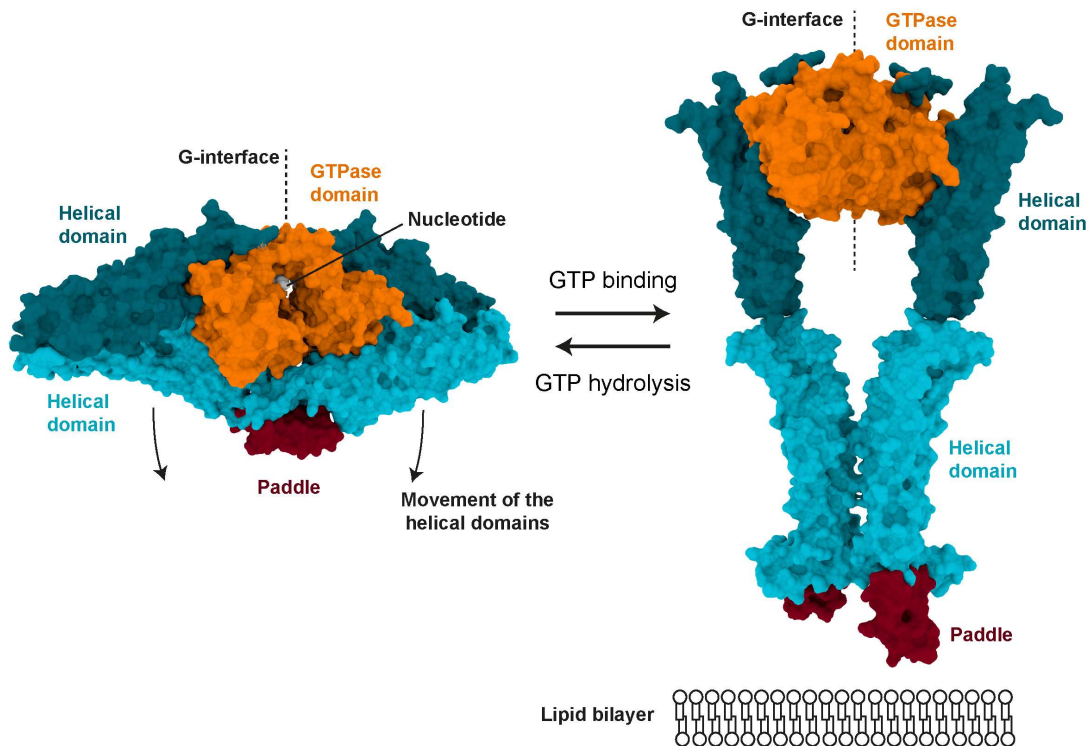 G-interface
GTPase
domain
Nucleotide
Helical
domain
Helical
domain
Paddle
Movement of the
helical domains
GTP binding
GTP hydrolysis
G-interface
GTPase
domain
Helical
domain
Helical
domain
Paddle
Lipid bilayer